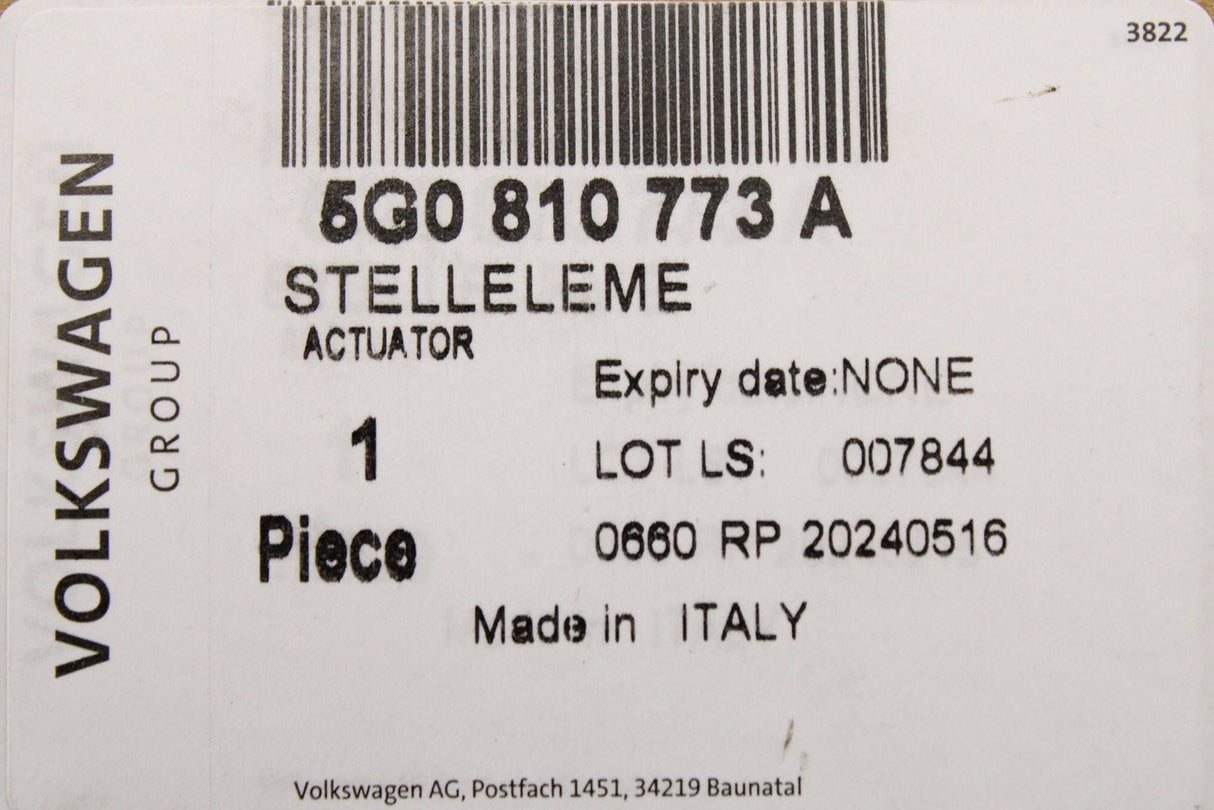 3822
VOLKSWAGEN
GROUP
5G0 810 773 A
STELLELEME
ACTUATOR
Expiry date:NONE
1
LOT LS: 007844
Piece
0660 RP 20240516
Made in ITALY
Volkswagen AG, Postfach 1451, 34219 Baunatal